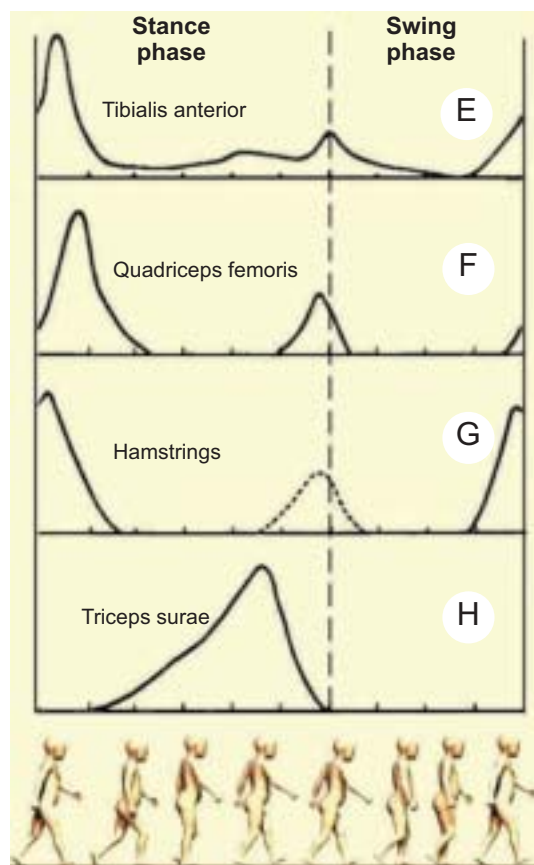 Stance
phase
Swing
phase
Tibialis anterior
E
Quadriceps femoris
F
Hamstrings
G
Triceps surae
H